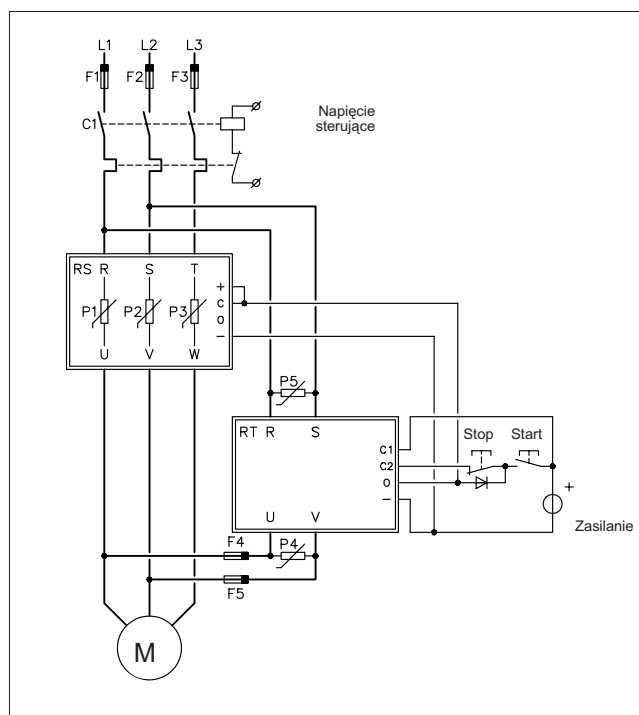 L1 L2 L3
F1 F2 F3
Napięcie
sterujące
C1
RS R S T
+
C
O
−
P1 P2 P3
U V W
P5
RT R S
C1
C2
O
−
Stop Start
+
Zasilanie
U V
F4 P4
F5
M